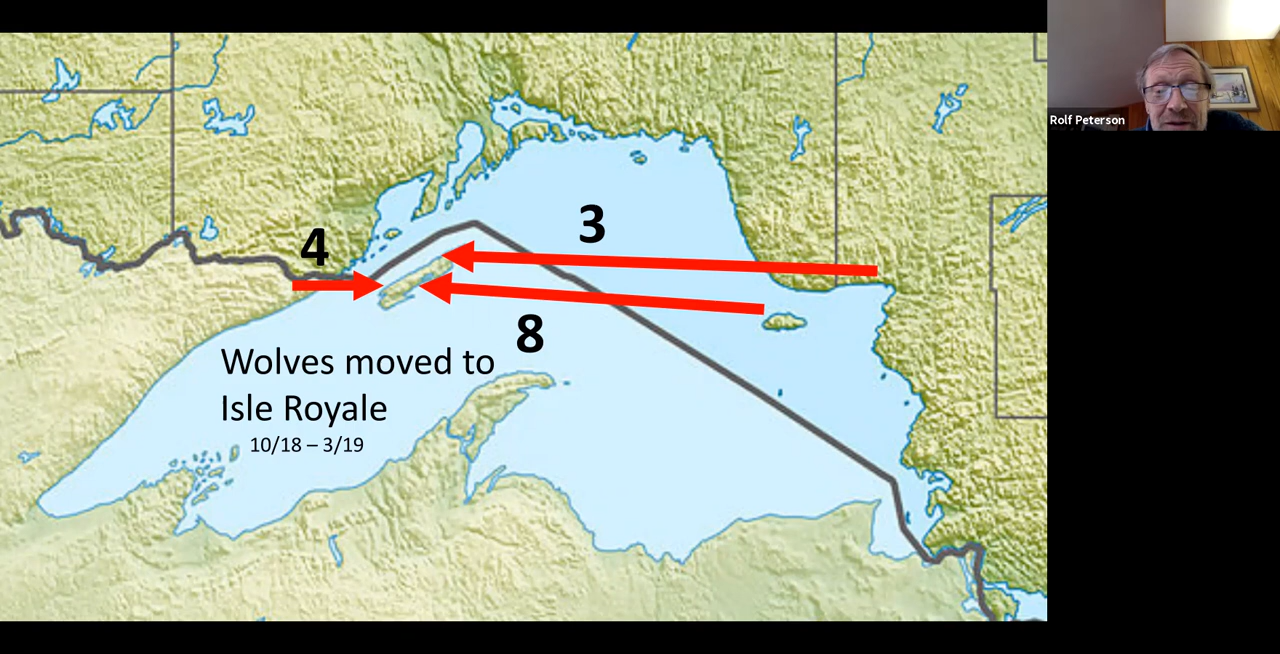 4
3
8
Wolves moved to
Isle Royale
10/18 – 3/19
Rolf Peterson